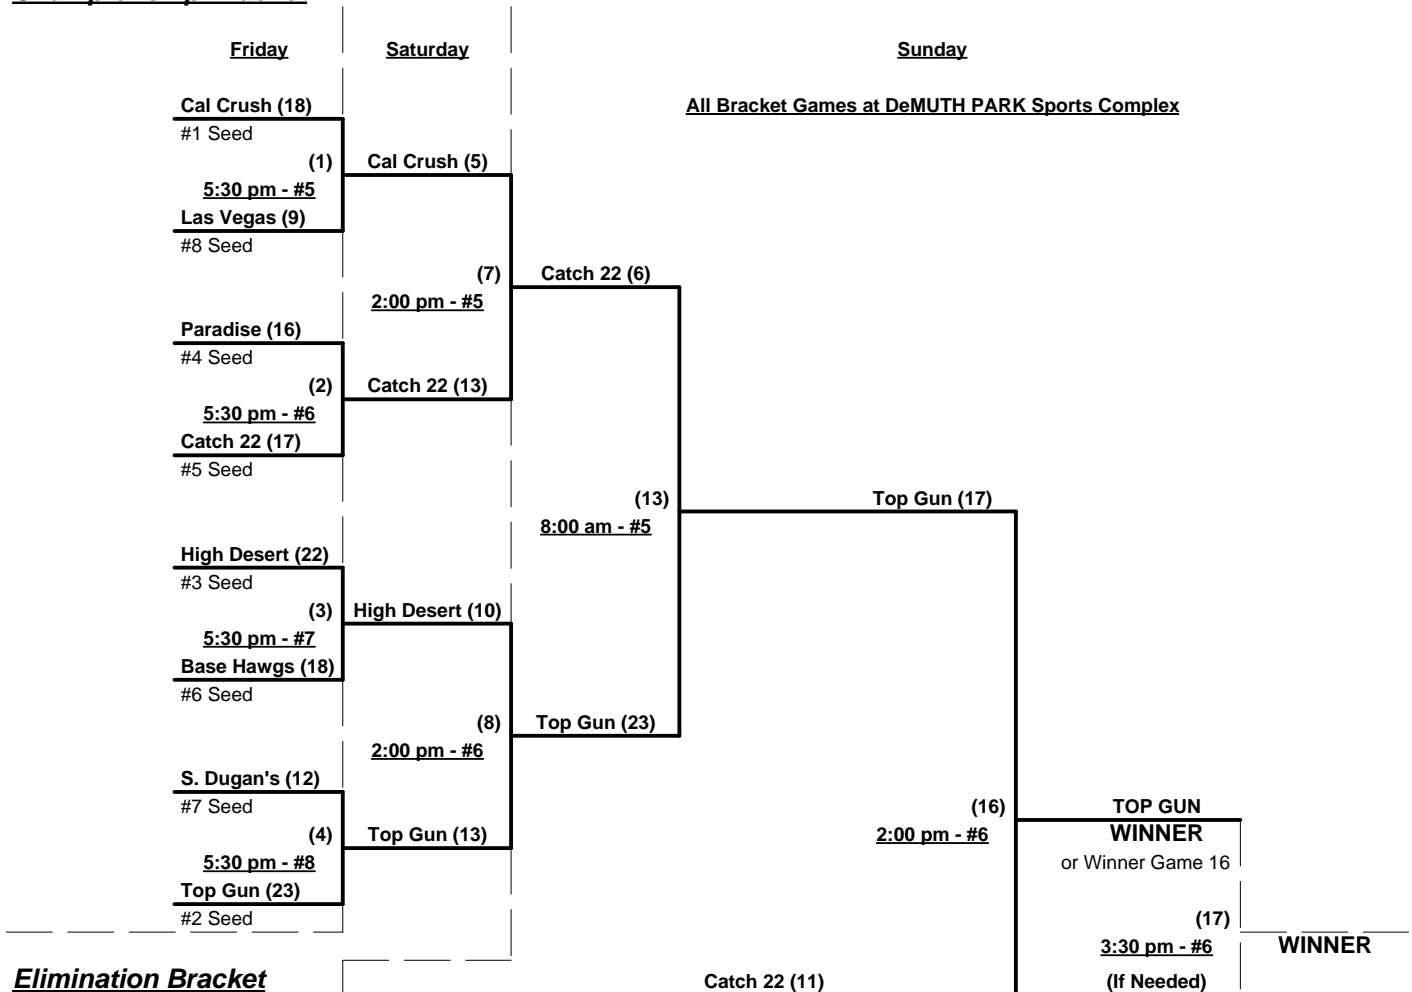 Friday
Saturday
Sunday
Cal Crush (18)
All Bracket Games at DeMUTH PARK Sports Complex
#1 Seed
(1)
Cal Crush (5)
5:30 pm - #5
Las Vegas (9)
#8 Seed
(7)
Catch 22 (6)
2:00 pm - #5
Paradise (16)
#4 Seed
(2)
Catch 22 (13)
5:30 pm - #6
Catch 22 (17)
#5 Seed
(13)
Top Gun (17)
8:00 am - #5
High Desert (22)
#3 Seed
(3)
High Desert (10)
5:30 pm - #7
Base Hawgs (18)
#6 Seed
(8)
Top Gun (23)
2:00 pm - #6
S. Dugan's (12)
#7 Seed
(16)
TOP GUN
(4)
Top Gun (13)
2:00 pm - #6
WINNER
5:30 pm - #8
or Winner Game 16
Top Gun (23)
#2 Seed
(17)
3:30 pm - #6
WINNER
Elimination Bracket
Catch 22 (11)
(If Needed)